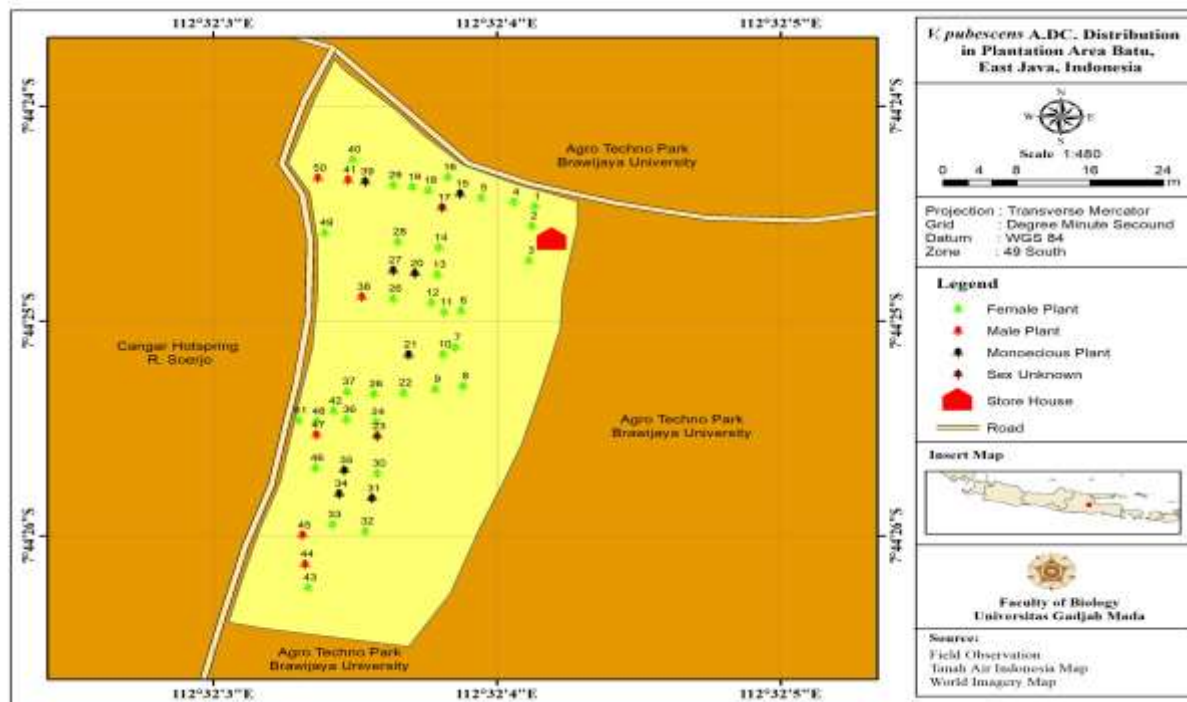 112°32'3"E 112°32'4"E 112°32'5"E
7°44'24"S
7°44'25"S
7°44'26"S
7°44'24"S
7°44'25"S
7°44'26"S
112°32'3"E 112°32'4"E 112°32'5"E
Agro Techno Park
Brawijaya University
Cangar Hotspring
R. Soerjo
Agro Techno Park
Brawijaya University
Agro Techno Park
Brawijaya University
40
50 41 39 29 19 18 16 15 5 4 1
17 2
49 28 14 3
27 20 13
38 26 12 11 6
21 10 7
37 22 9 8
42 36
47
46 35 30
34 31
33 32
45
44
43
V. pubescens A.DC. Distribution
in Plantation Area Batu,
East Java, Indonesia
N
W E
S
Scale 1:480
0 4 8 16 24
m
Projection : Transverse Mercator
Grid : Degree Minute Secound
Datum : WGS 84
Zone : 49 South
Legend
Female Plant
Male Plant
Monoecious Plant
Sex Unknown
Store House
Road
Insert Map
Faculty of Biology
Universitas Gadjab Mada
Source:
Field Observation
Tanah Air Indonesia Map
World Imagery Map